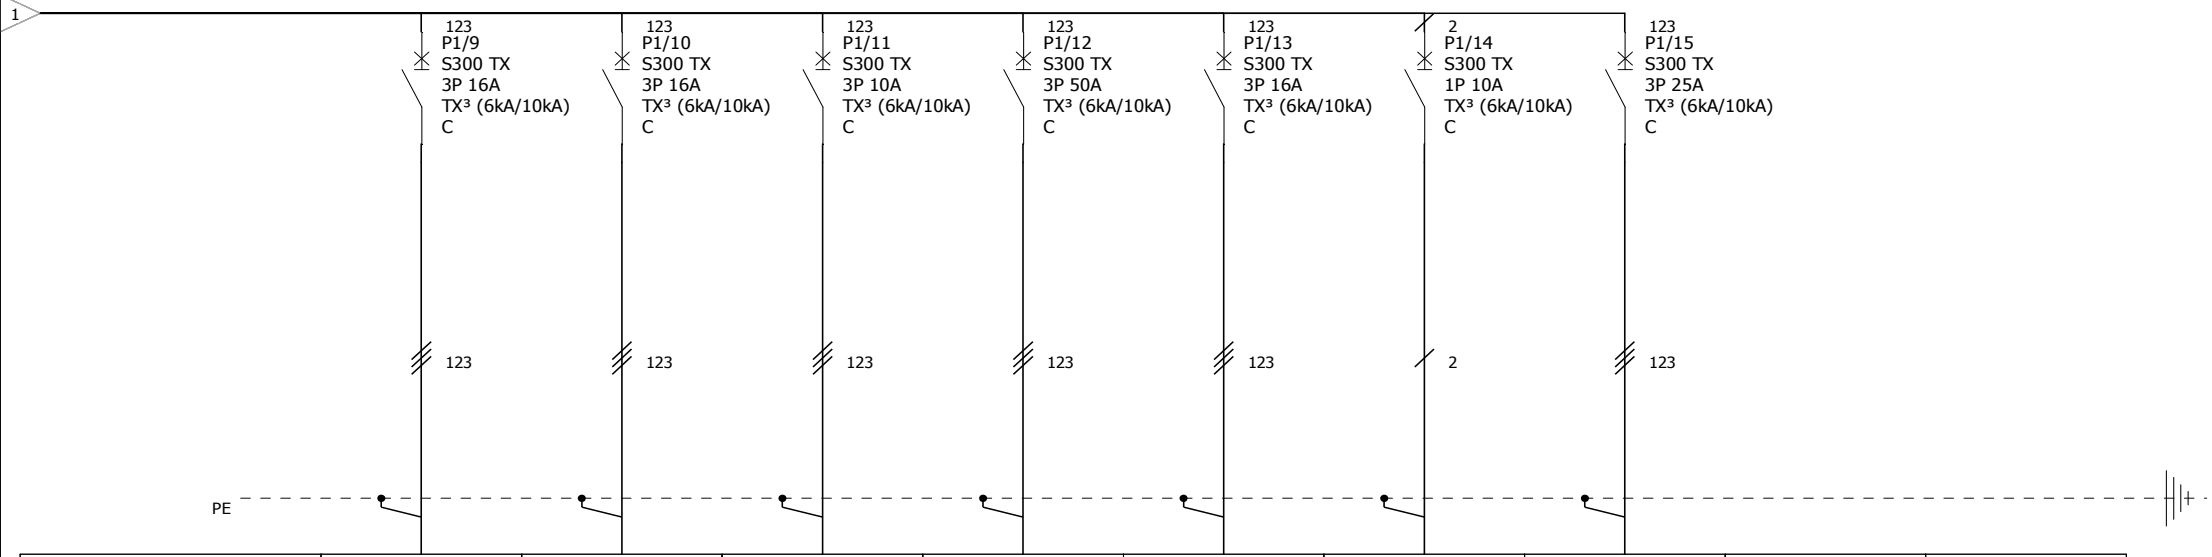 1
123
P1/9
S300 TX
3P 16A
TX³ (6kA/10kA)
C
123
P1/10
S300 TX
3P 16A
TX³ (6kA/10kA)
C
123
P1/11
S300 TX
3P 10A
TX³ (6kA/10kA)
C
123
P1/12
S300 TX
3P 50A
TX³ (6kA/10kA)
C
123
P1/13
S300 TX
3P 16A
TX³ (6kA/10kA)
C
2
P1/14
S300 TX
1P 10A
TX³ (6kA/10kA)
C
123
P1/15
S300 TX
3P 25A
TX³ (6kA/10kA)
C
123
123
123
123
123
2
123
PE